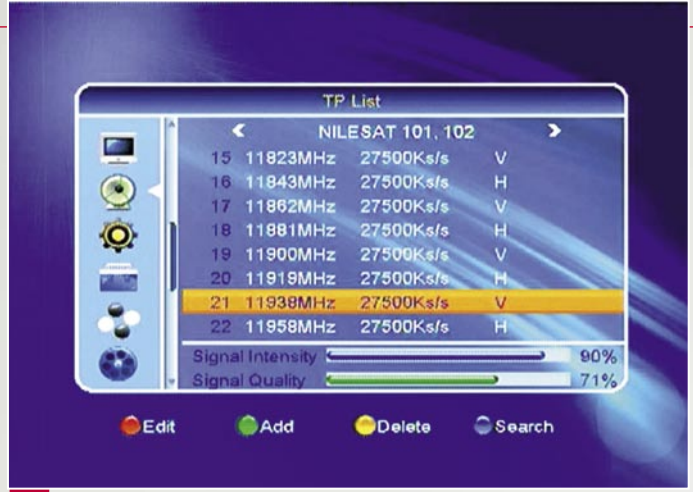 TP List
NILESAT 101, 102
15 11823MHz 27500Ks/s V
16 11843MHz 27500Ks/s H
17 11862MHz 27500Ks/s V
18 11881MHz 27500Ks/s H
19 11900MHz 27500Ks/s V
20 11919MHz 27500Ks/s H
21 11938MHz 27500Ks/s V
22 11958MHz 27500Ks/s H
Signal Intensity 90%
Signal Quality 71%
Edit Add Delete Search